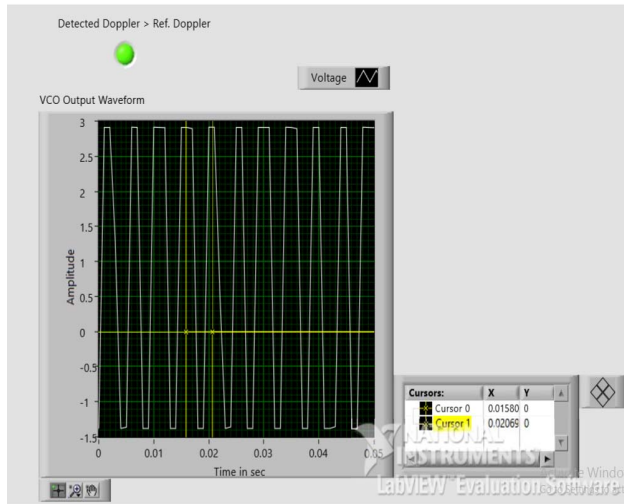 Detected Doppler > Ref. Doppler
Voltage
VCO Output Waveform
3
2.5
2
1.5
1
0.5
0
-0.5
-1
-1.5
Amplitude
0
0.01
0.02
0.03
0.04
0.05
Time in sec
Cursors: X Y
Cursor 0 0.01580 0
Cursor 1 0.02069 0
NATIONAL
INSTRUMENTS
LabVIEW Evaluation Software